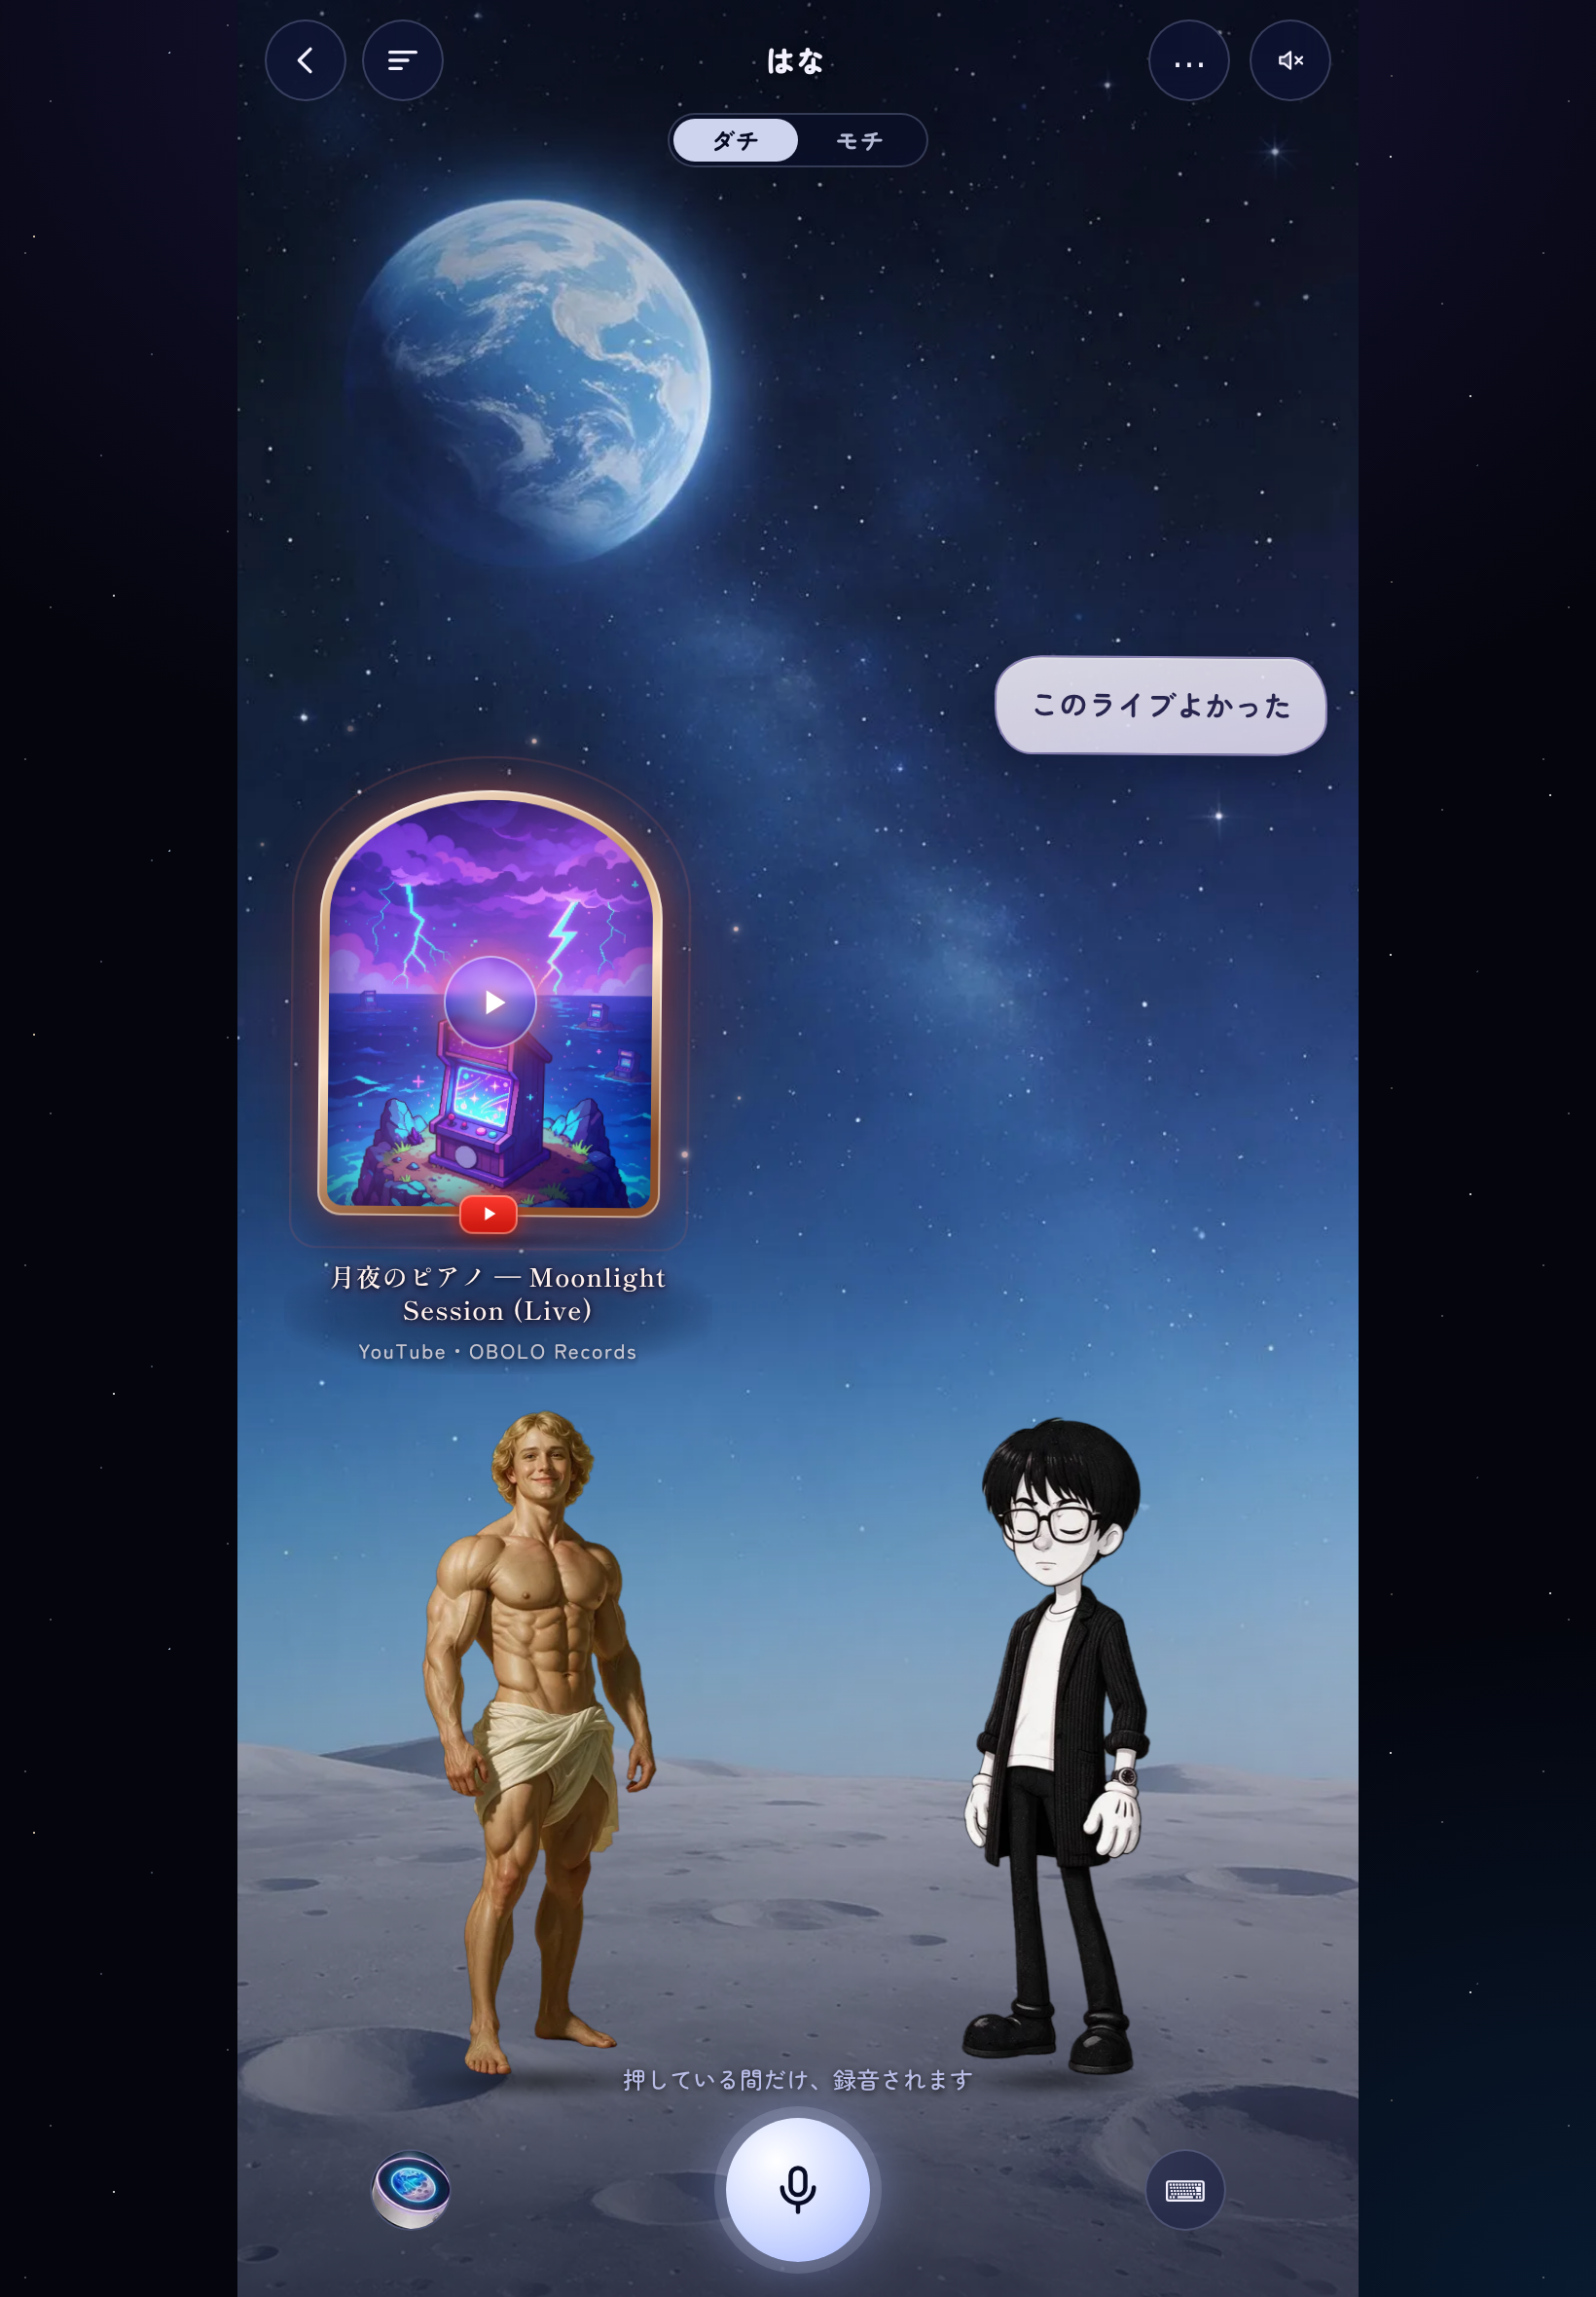 はな
ダチ モチ
このライブよかった
月夜のピアノ — Moonlight
Session (Live)
YouTube・OBOLO Records
押している間だけ、録音されます